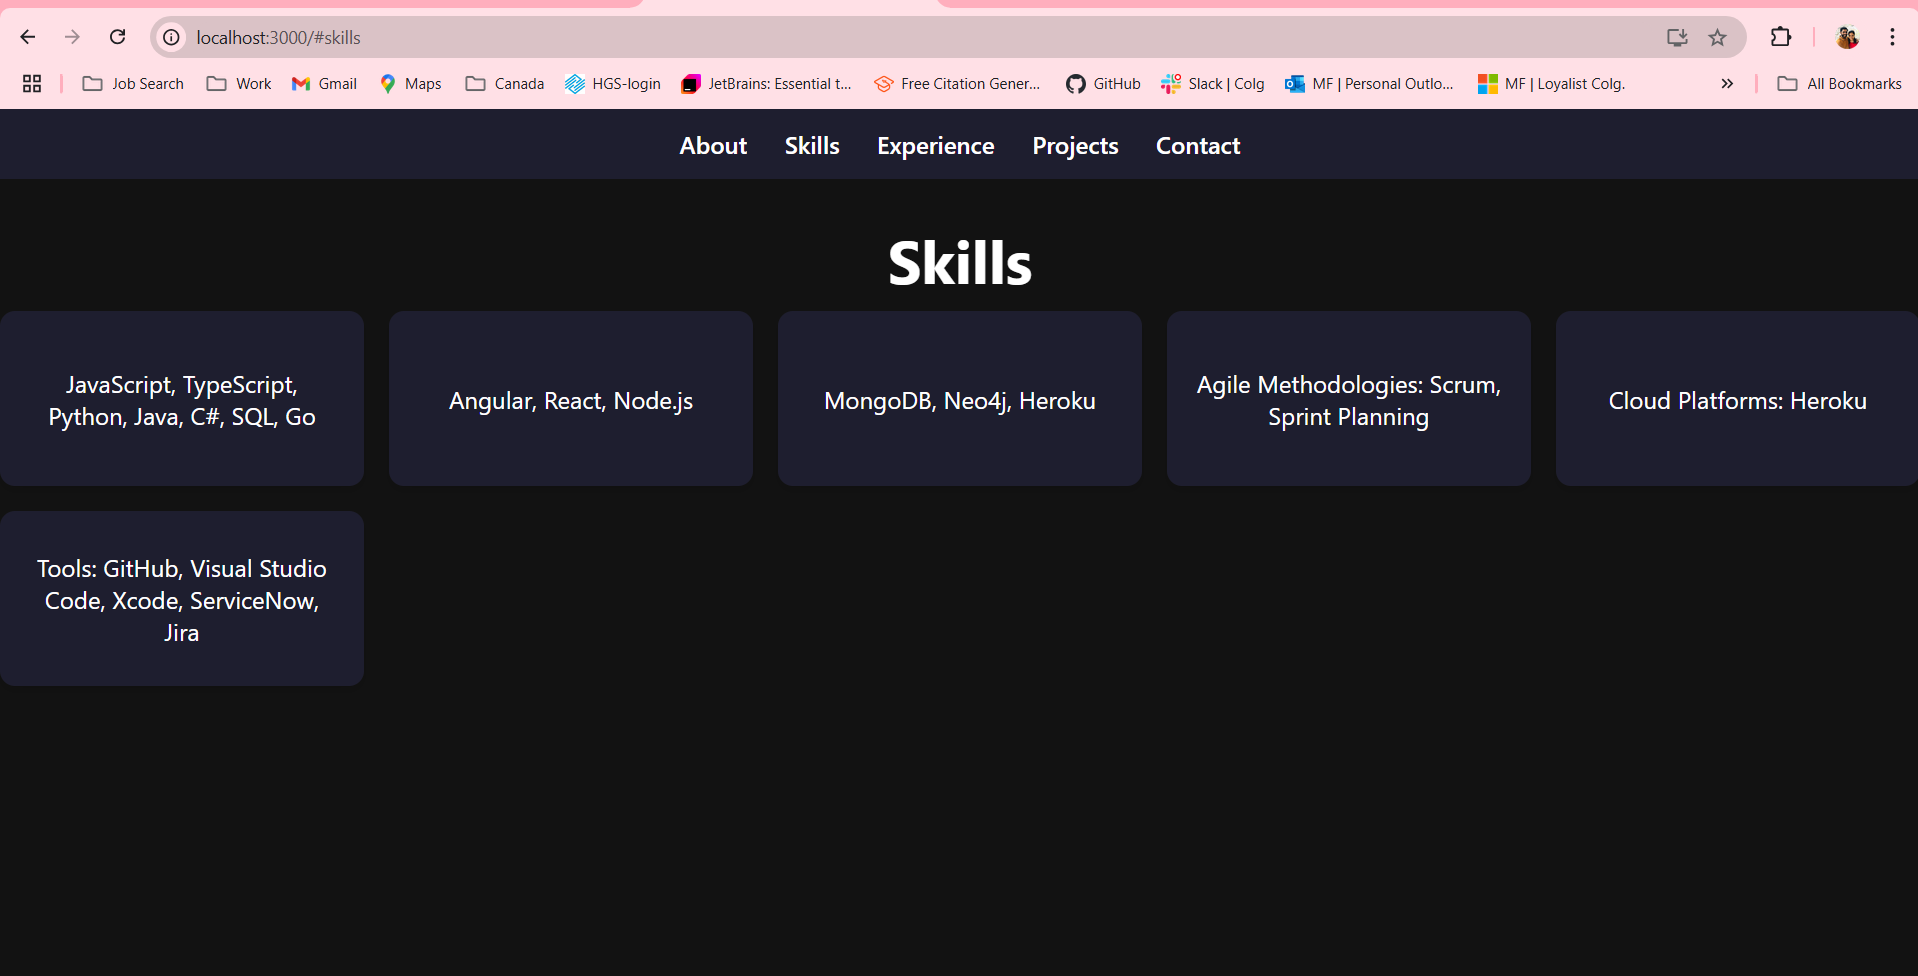 localhost:3000/#skills
Job Search Work Gmail Maps Canada HGS-login JetBrains: Essential t... Free Citation Gener... GitHub Slack | Colg MF | Personal Outlo... MF | Loyalist Colg. All Bookmarks
About Skills Experience Projects Contact
Skills
JavaScript, TypeScript,
Python, Java, C#, SQL, Go
Angular, React, Node.js
MongoDB, Neo4j, Heroku
Agile Methodologies: Scrum,
Sprint Planning
Cloud Platforms: Heroku
Tools: GitHub, Visual Studio
Code, Xcode, ServiceNow,
Jira